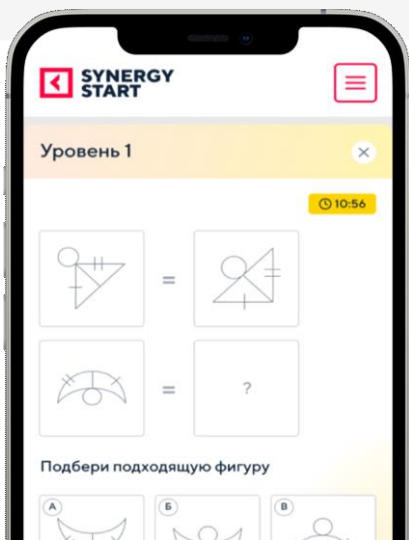 SYNERGY
START
Уровень 1
10:56
=
= ?
Подбери подходящую фигуру
А Б В